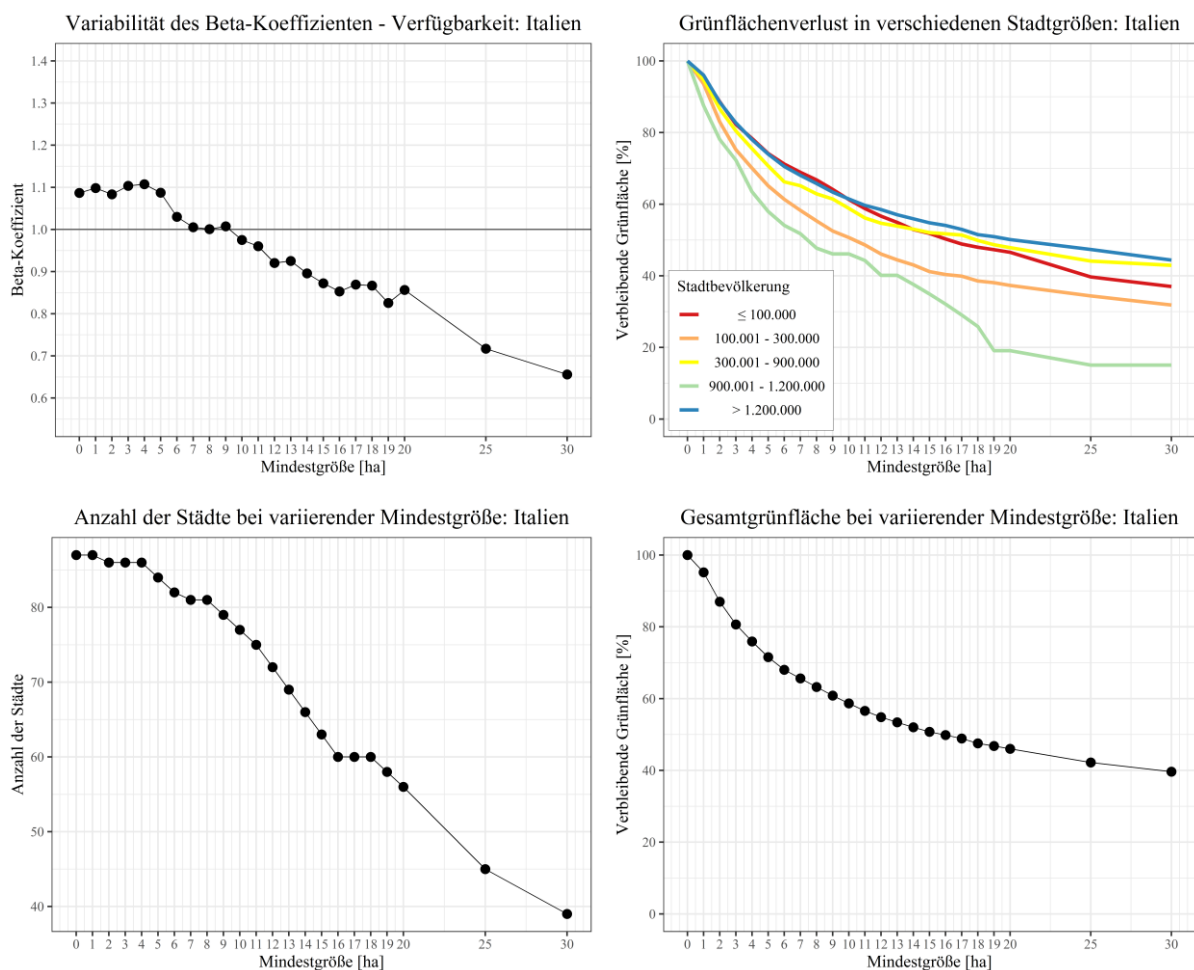 Variabilität des Beta-Koeffizienten - Verfügbarkeit: Italien
1.4
1.3
1.2
1.1
1.0
0.9
0.8
0.7
0.6
Beta-Koeffizient
0 1 2 3 4 5 6 7 8 9 10 11 12 13 14 15 16 17 18 19 20 25 30
Mindestgröße [ha]
Grünflächenverlust in verschiedenen Stadtgrößen: Italien
100
80
60
40
20
0
Verbleibende Grünfläche [%]
Stadtbevölkerung
≤ 100.000
100.001 - 300.000
300.001 - 900.000
900.001 - 1.200.000
> 1.200.000
0 1 2 3 4 5 6 7 8 9 10 11 12 13 14 15 16 17 18 19 20 25 30
Mindestgröße [ha]
Anzahl der Städte bei variierender Mindestgröße: Italien
80
70
60
50
40
Anzahl der Städte
0 1 2 3 4 5 6 7 8 9 10 11 12 13 14 15 16 17 18 19 20 25 30
Mindestgröße [ha]
Gesamtgrünfläche bei variierender Mindestgröße: Italien
100
80
60
40
20
0
Verbleibende Grünfläche [%]
0 1 2 3 4 5 6 7 8 9 10 11 12 13 14 15 16 17 18 19 20 25 30
Mindestgröße [ha]